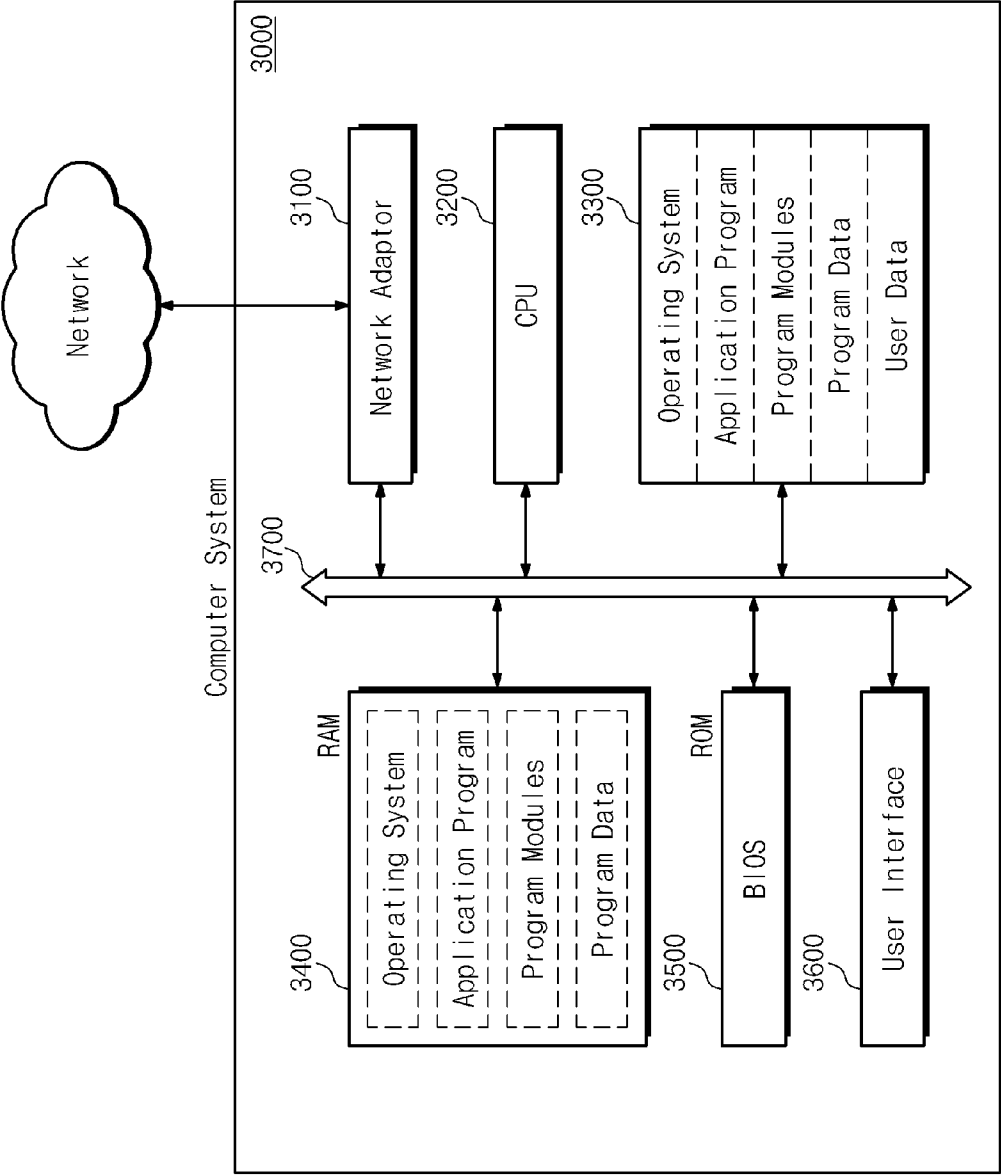 Computer System
3000
3400
RAM
Operating System
Application Program
Program Modules
Program Data
3500
ROM
BIOS
3600
User Interface
3700
Network
3100
Network Adaptor
3200
CPU
3300
Operating System
Application Program
Program Modules
Program Data
User Data